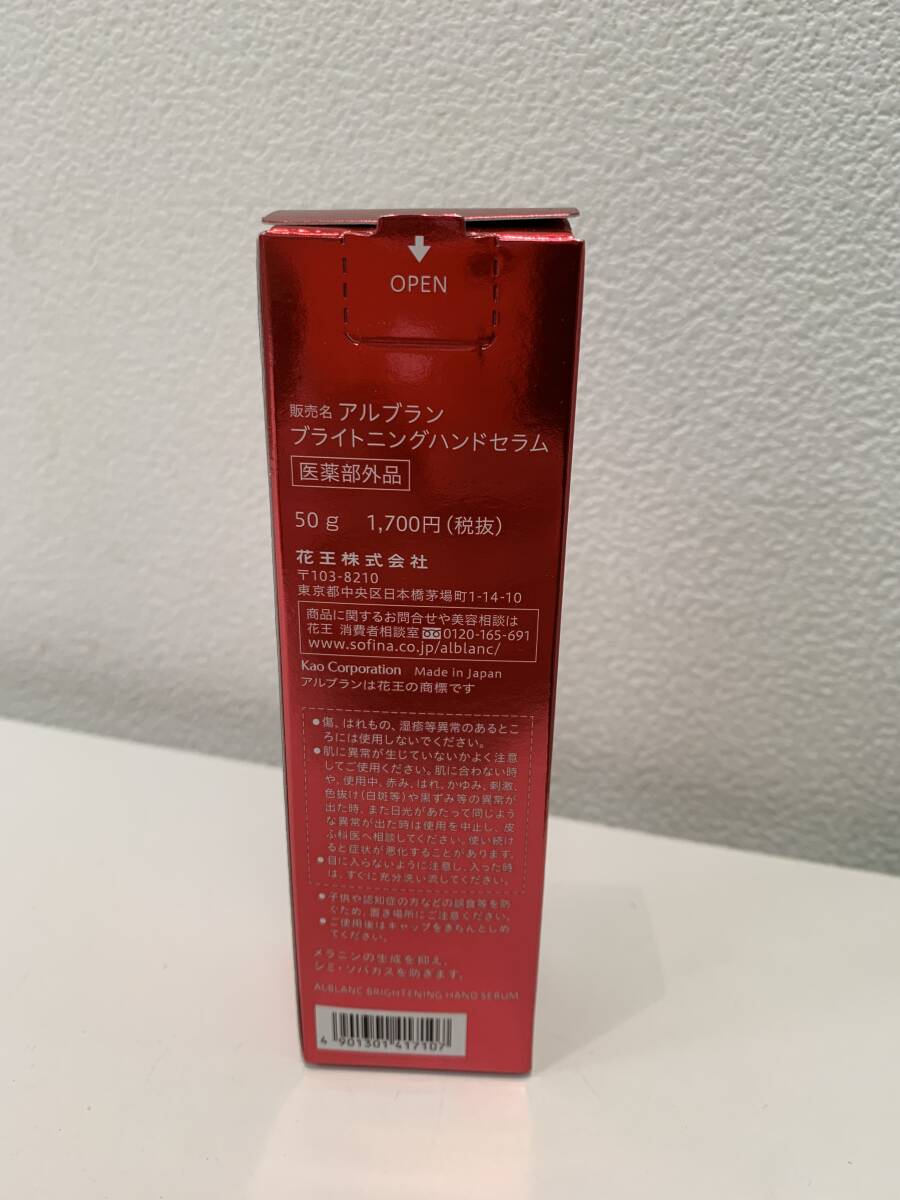 OPEN
販売名 アルブラン
ブライトニングハンドセラム
医薬部外品
50g 1,700円(税抜)
花王株式会社
〒103-8210
東京都中央区日本橋茅場町1-14-10
商品に関するお問合せや美容相談は
花王 消費者相談室 0120-165-691
www.sofina.co.jp/alblanc/
Kao Corporation Made in Japan
アルブランは花王の商標です
●傷、はれもの、湿疹等異常のあるとこ
ろには使用しないでください。
●肌に異常が生じていないかよく注意
してご使用ください。肌に合わない時
や、使用中、赤み、はれ、かゆみ、刺激、
色抜け(白斑等)や黒ずみ等の異常が
出た時、また日光があたって同じよう
な異常が出た時は使用を中止し、皮
ふ科医へ相談してください。使い続け
ると症状が悪化することがあります。
●目に入らないように注意し、入った時
は、すぐに充分洗い流してください。
●子供や認知症の方などの誤食等を防
ぐため、置き場所にご注意ください。
●ご使用後はキャップをきちんとしめ
てください。
メラニンの生成を抑え、
シミ・ソバカスを防ぎます。
ALBLANC BRIGHTENING HAND SERUM
4 901301 417107